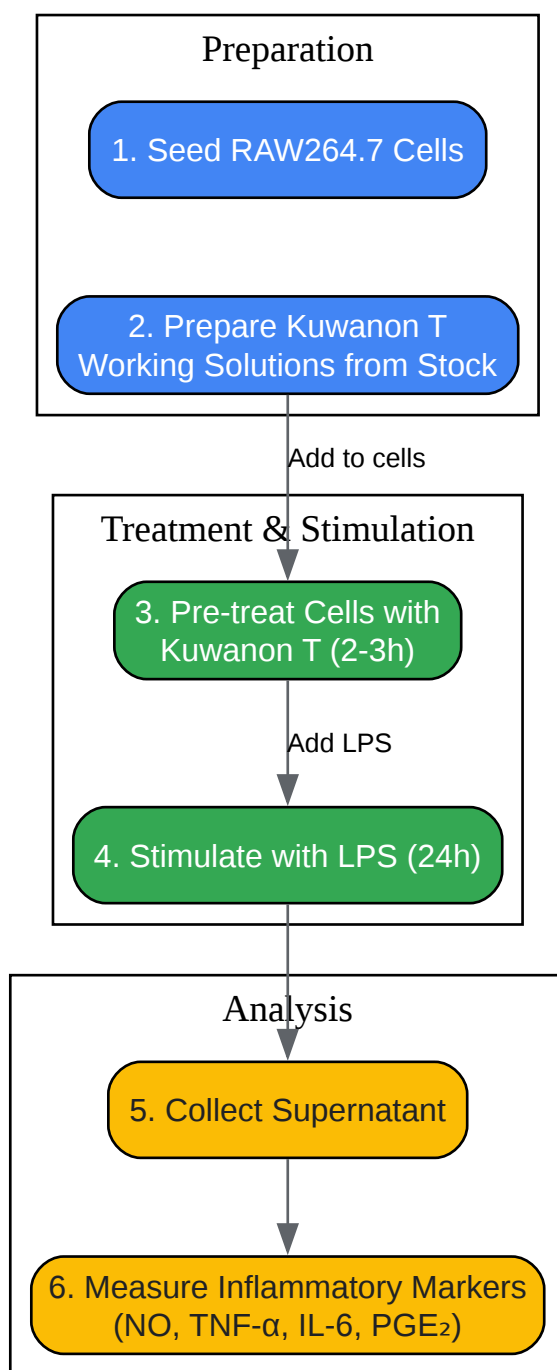 Preparation
1. Seed RAW264.7 Cells
2. Prepare Kuwanon T
Working Solutions from Stock
Add to cells
Treatment & Stimulation
3. Pre-treat Cells with
Kuwanon T (2-3h)
Add LPS
4. Stimulate with LPS (24h)
Analysis
5. Collect Supernatant
6. Measure Inflammatory Markers
(NO, TNF-α, IL-6, PGE₂)